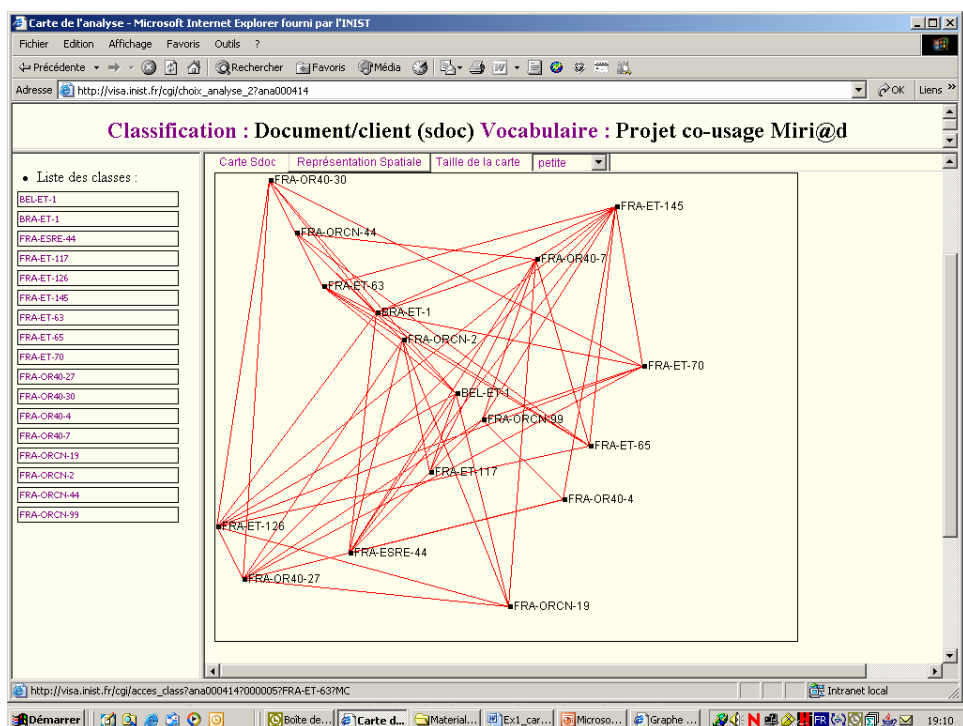 Carte de l'analyse - Microsoft Internet Explorer fourni par l'INIST
Fichier Edition Affichage Favoris Outils ?
Précédente Rechercher Favoris Média
Adresse http://visa.inist.fr/cgi/choix_analyse_2?ana000414 OK Liens »
Classification : Document/client (sdoc) Vocabulaire : Projet co-usage Miri@d
• Liste des classes :
BEL-ET-1
BRA-ET-1
FRA-ESRE-44
FRA-ET-117
FRA-ET-126
FRA-ET-145
FRA-ET-63
FRA-ET-65
FRA-ET-70
FRA-OR40-27
FRA-OR40-30
FRA-OR40-4
FRA-OR40-7
FRA-ORCN-19
FRA-ORCN-2
FRA-ORCN-44
FRA-ORCN-99
Carte Sdoc Représentation Spatiale Taille de la carte petite
FRA-OR40-30
FRA-ET-145
FRA-ORCN-44
FRA-OR40-7
FRA-ET-63
BRA-ET-1
FRA-ORCN-2
FRA-ET-70
BEL-ET-1
FRA-ORCN-99
FRA-ET-65
FRA-ET-117
FRA-OR40-4
FRA-ET-126
FRA-ESRE-44
FRA-OR40-27
FRA-ORCN-19
http://visa.inist.fr/cgi/acces_class?ana000414?000005?FRA-ET-63?MC Intranet local
Démarrer Boîte de... Carte d... Material... Ex1_car... Microso... Graphe ... FR 19:10